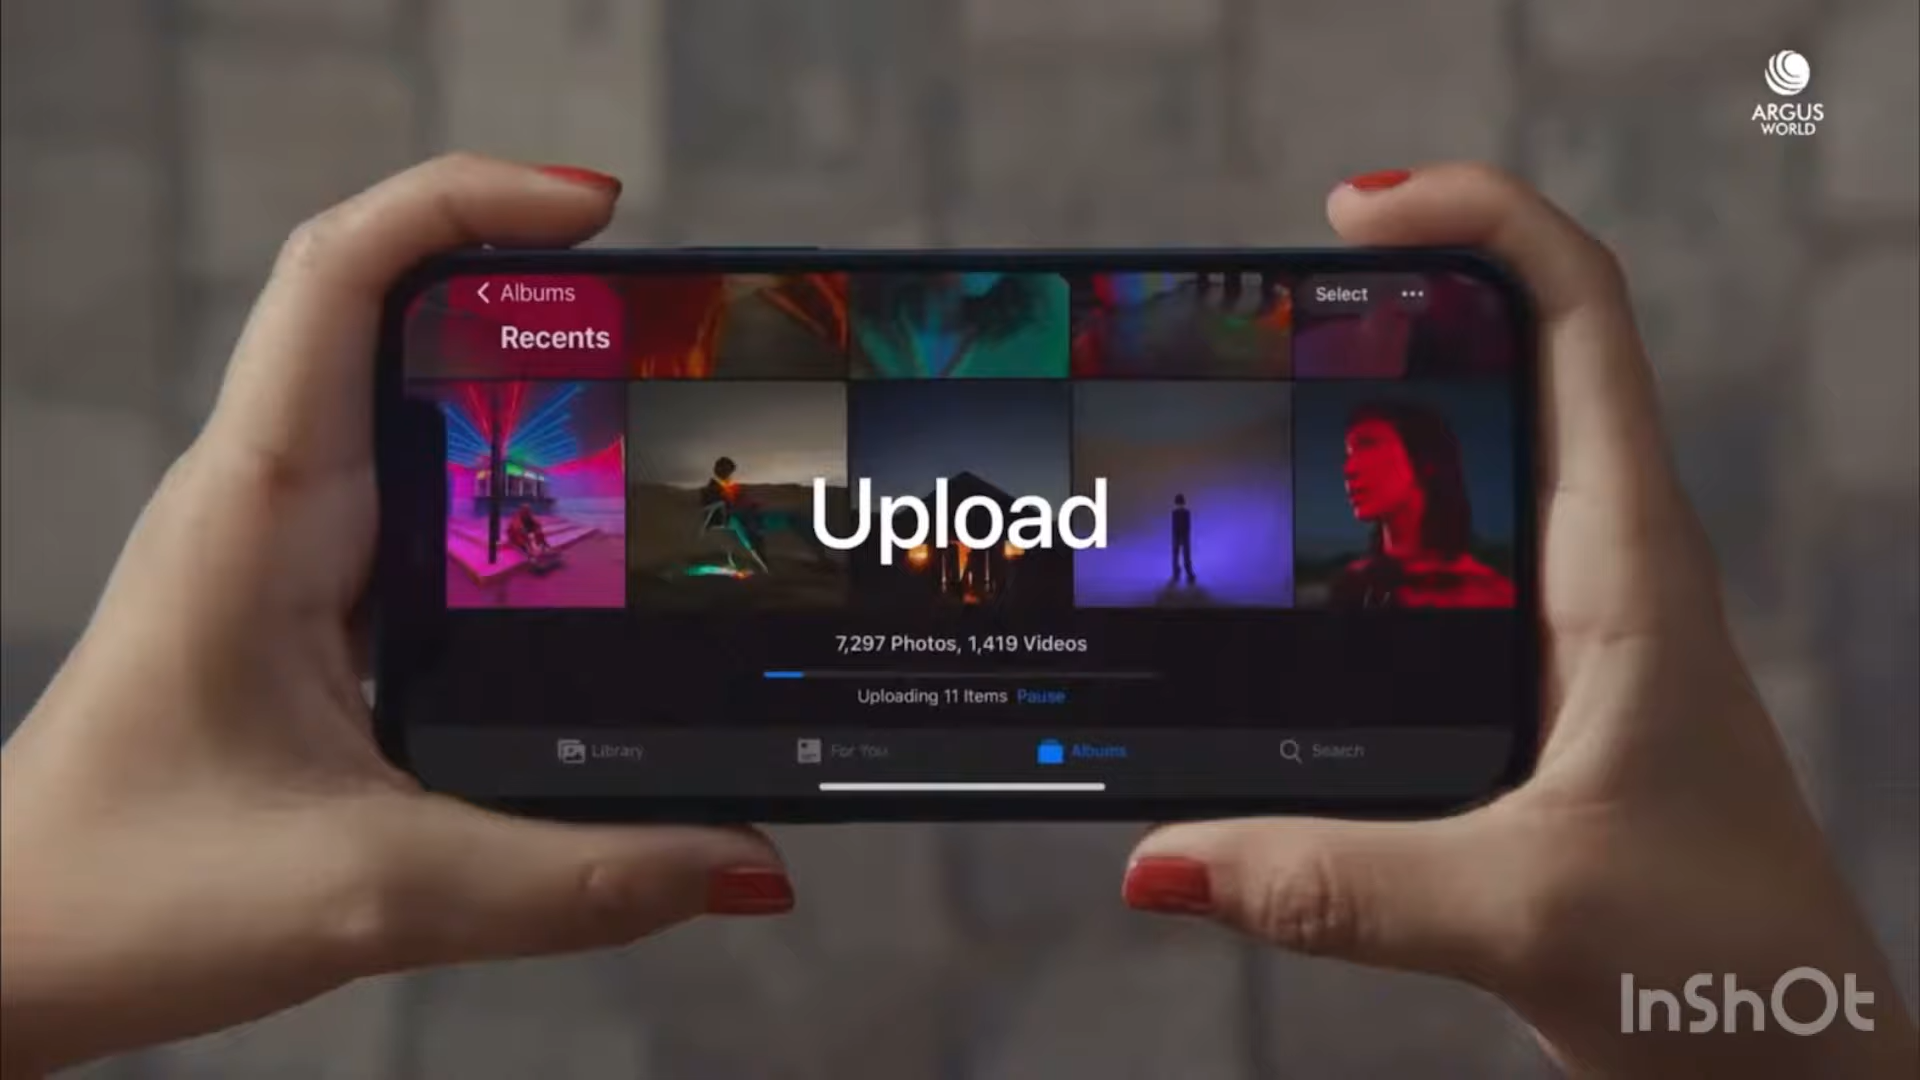 ARGUS
WORLD
Albums
Select
Recents
Upload
7,297 Photos, 1,419 Videos
Uploading 11 Items Pause
Library
For You
Albums
Search
InShOt